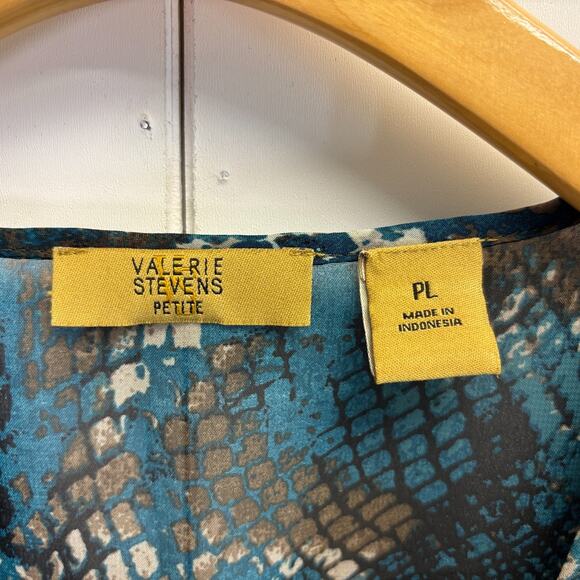 VALERIE
STEVENS
PETITE
PL
MADE IN
INDONESIA